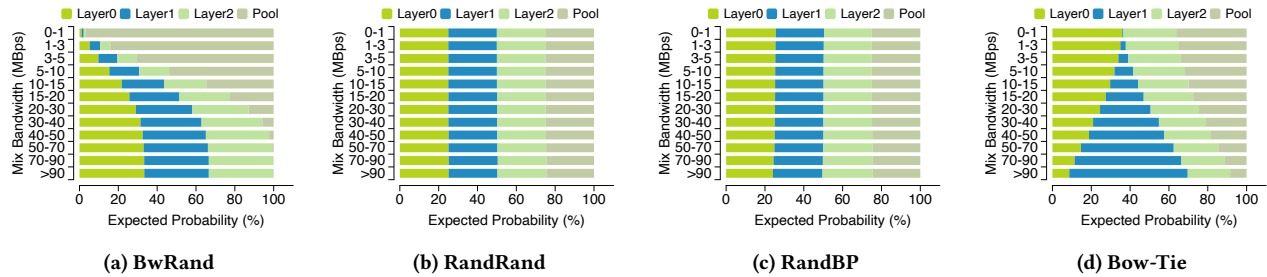 Layer0 Layer1 Layer2 Pool
Mix Bandwidth (MBps)
0-1
1-3
3-5
5-10
10-15
15-20
20-30
30-40
40-50
50-70
70-90
>90
0 20 40 60 80 100
Expected Probability (%)
(a) BwRand
Layer0 Layer1 Layer2 Pool
Mix Bandwidth (MBps)
0-1
1-3
3-5
5-10
10-15
15-20
20-30
30-40
40-50
50-70
70-90
>90
0 20 40 60 80 100
Expected Probability (%)
(b) RandRand
Layer0 Layer1 Layer2 Pool
Mix Bandwidth (MBps)
0-1
1-3
3-5
5-10
10-15
15-20
20-30
30-40
40-50
50-70
70-90
>90
0 20 40 60 80 100
Expected Probability (%)
(c) RandBP
Layer0 Layer1 Layer2 Pool
Mix Bandwidth (MBps)
0-1
1-3
3-5
5-10
10-15
15-20
20-30
30-40
40-50
50-70
70-90
>90
0 20 40 60 80 100
Expected Probability (%)
(d) Bow-Tie